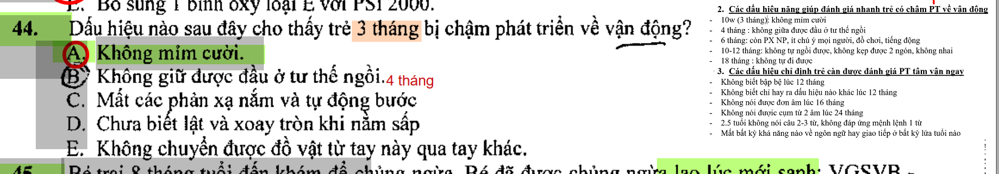 E. Bổ sung 1 bình oxy loại E với PSI 2000.
44. Dấu hiệu nào sau đây cho thấy trẻ 3 tháng bị chậm phát triển về vận động?
A. Không mỉm cười.
B. Không giữ được đầu ở tư thế ngồi. 4 tháng
C. Mất các phản xạ nắm và tự động bước
D. Chưa biết lật và xoay tròn khi nằm sấp
E. Không chuyển được đồ vật từ tay này qua tay khác.
45. Bé trai 8 tháng tuổi đến khám để chủng ngừa. Bé đã được chủng ngừa lao lúc mới sanh; VGSVB -
2. Các dấu hiệu nặng giúp đánh giá nhanh trẻ có chậm PT về vân động
- 10w (3 tháng): không mim cười
- 4 tháng : không giữa được đầu ở tư thế ngồi
- 6 tháng: còn PX NP, ít chú ý mọi người, đồ chơi, tiếng động
- 10-12 tháng: không tự ngồi được, không kẹp được 2 ngón, không nhai
- 18 tháng : không tự đi được
3. Các dấu hiệu chỉ định trẻ càn được đánh giá PT tâm vân ngay
- Không biết bập bẹ lúc 12 tháng
- Không biết chỉ hay ra dấu hiệu nào khác lúc 12 tháng
- Không nói được đơn âm lúc 16 tháng
- Không nói đượic cụm từ 2 âm lúc 24 tháng
- 2.5 tuổi không nói câu 2-3 từ, không đáp ứng mệnh lệnh 1 từ
- Mất bất kỳ khả năng nào về ngôn ngữ hay giao tiếp ở bất kỳ lứa tuổi nào